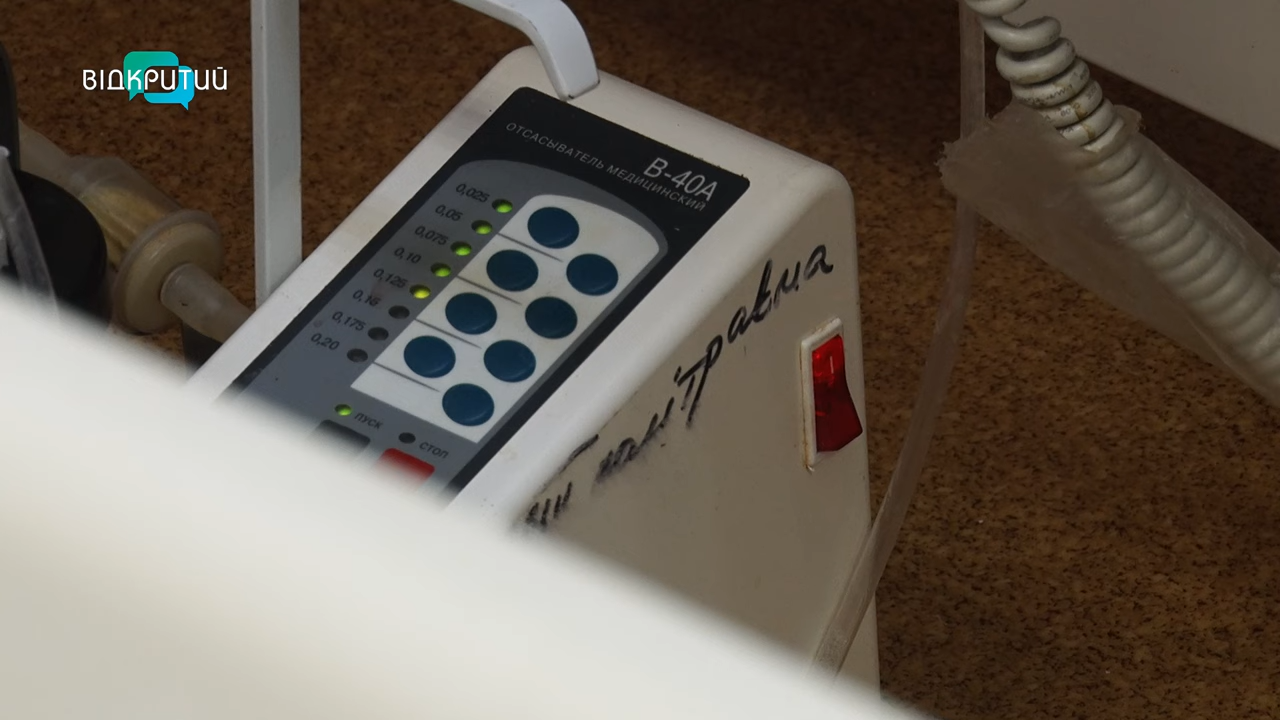 ВІДКРИТИЙ
ОТСАСЫВАТЕЛЬ МЕДИЦИНСКИЙ
В-40А
0,025
0,05
0,075
0,10
0,125
0,15
0,175
0,20
ПУСК
СТОП
травма